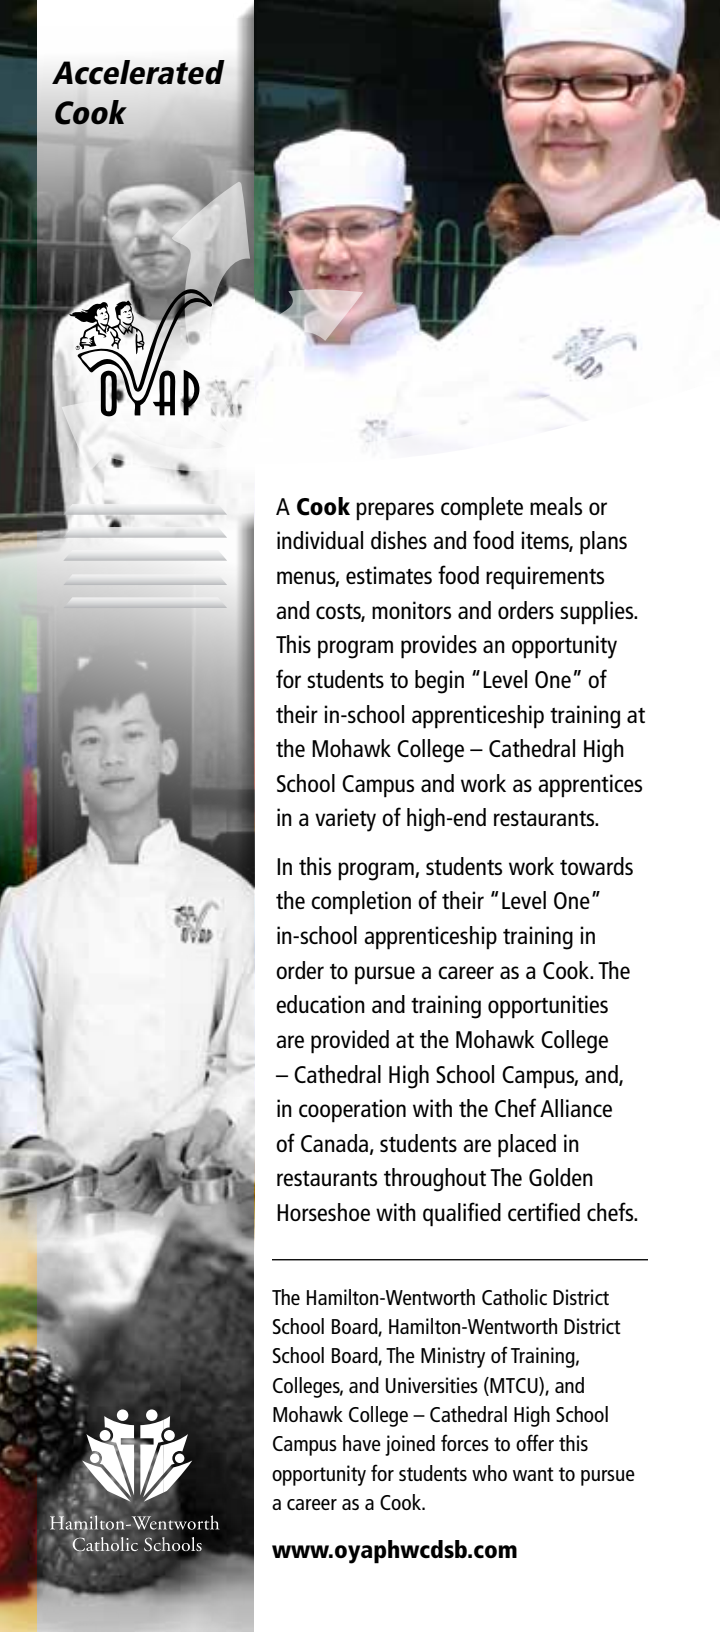 Accelerated
Cook
OYAP
A Cook prepares complete meals or
individual dishes and food items, plans
menus, estimates food requirements
and costs, monitors and orders supplies.
This program provides an opportunity
for students to begin “Level One” of
their in-school apprenticeship training at
the Mohawk College – Cathedral High
School Campus and work as apprentices
in a variety of high-end restaurants.
In this program, students work towards
the completion of their “Level One”
in-school apprenticeship training in
order to pursue a career as a Cook. The
education and training opportunities
are provided at the Mohawk College
– Cathedral High School Campus, and,
in cooperation with the Chef Alliance
of Canada, students are placed in
restaurants throughout The Golden
Horseshoe with qualified certified chefs.
The Hamilton-Wentworth Catholic District
School Board, Hamilton-Wentworth District
School Board, The Ministry of Training,
Colleges, and Universities (MTCU), and
Mohawk College – Cathedral High School
Campus have joined forces to offer this
opportunity for students who want to pursue
a career as a Cook.
www.oyaphwcdsb.com
OYAP
Hamilton-Wentworth
Catholic Schools